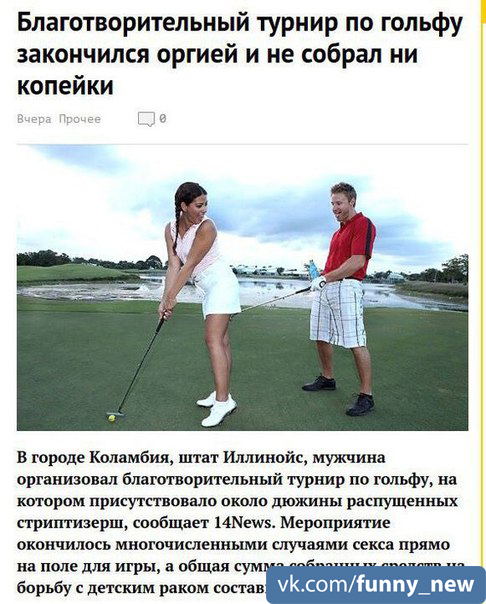 Благотворительный турнир по гольфу
закончился оргией и не собрал ни
копейки
Вчера Прочее 0
В городе Коламбия, штат Иллинойс, мужчина
организовал благотворительный турнир по гольфу, на
котором присутствовало около дюжины распущенных
стриптизерш, сообщает 14News. Мероприятие
окончилось многочисленными случаями секса прямо
на поле для игры, а общая сумма собранных средств на
борьбу с детским раком состав
vk.com/funny_new